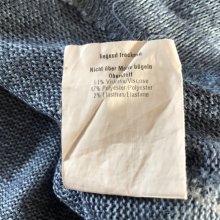 liegend trocknen
Nicht über Motiv bügeln
Oberstoff
Viskose/Viscose
Polyester/Polyester
2% Elasthan/Elastane